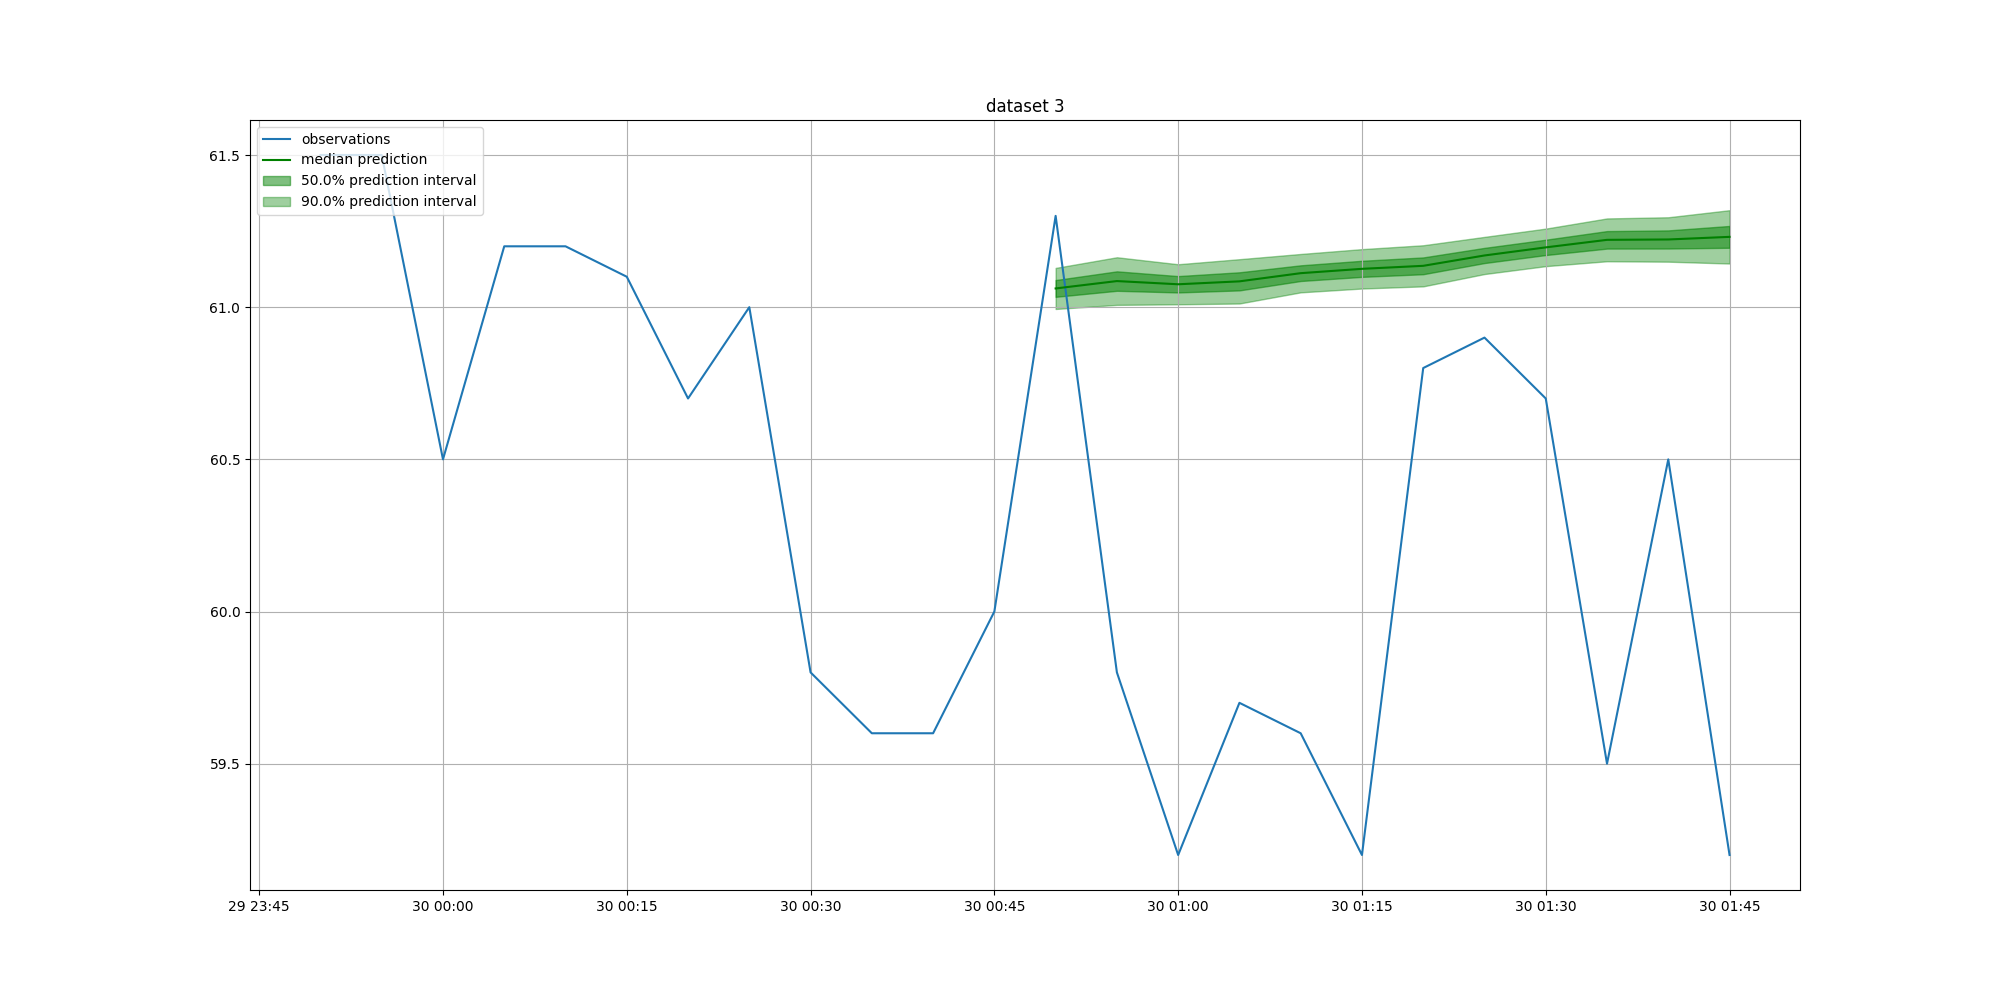 dataset 3
observations
median prediction
50.0% prediction interval
90.0% prediction interval
61.5
61.0
60.5
60.0
59.5
29 23:45 30 00:00 30 00:15 30 00:30 30 00:45 30 01:00 30 01:15 30 01:30 30 01:45